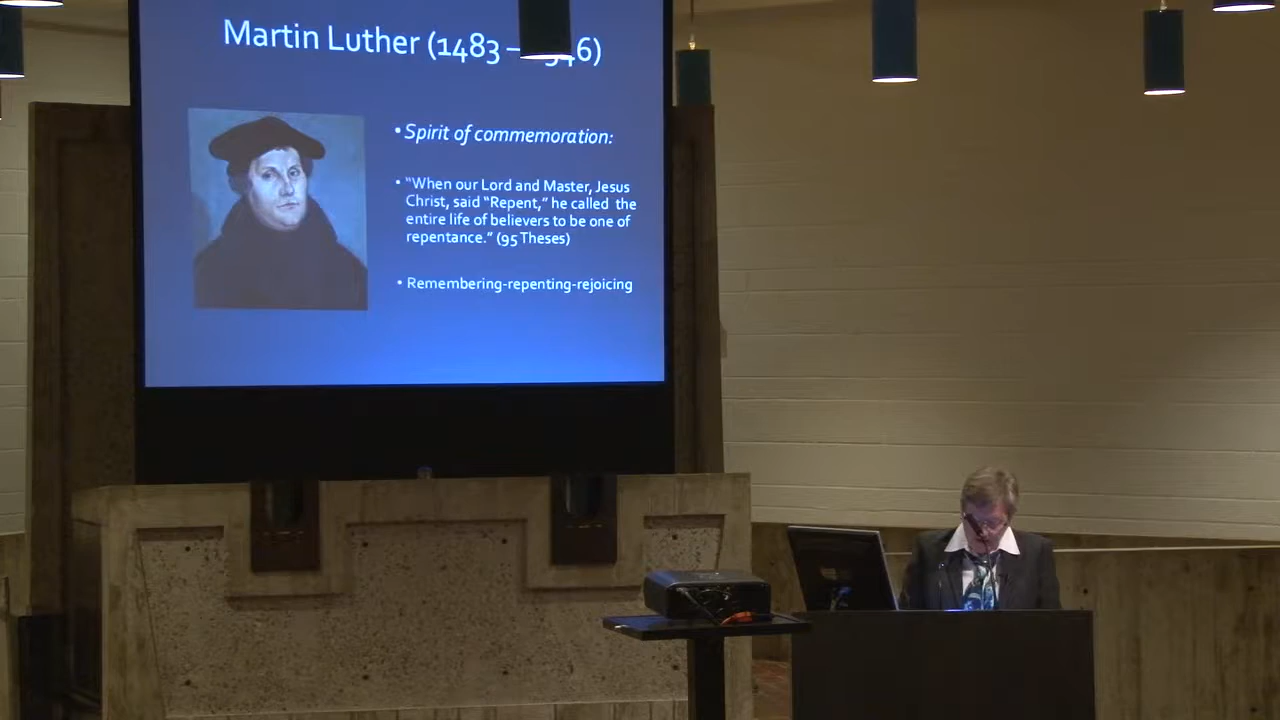 Martin Luther (1483 – 1546)
• Spirit of commemoration:
• "When our Lord and Master, Jesus
Christ, said "Repent," he called the
entire life of believers to be one of
repentance." (95 Theses)
• Remembering-repenting-rejoicing